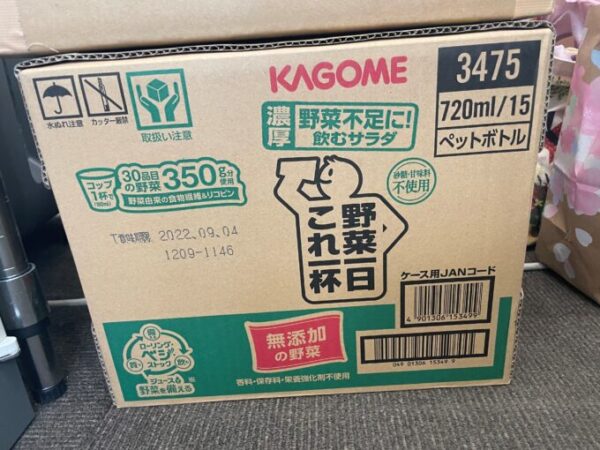 KAGOME
3475
720ml/15
ペットボトル
水ぬれ注意
カッター厳禁
取扱い注意
濃厚
野菜不足に!
飲むサラダ
コップ
1杯で
30品目
の野菜
350g分
使用
野菜由来の食物繊維&リコピン
砂糖・甘味料
不使用
野菜一日
これ一杯
2022.09.04
1209-1146
ケース用JANコード
4 901306 153499
049 01306 15349 9
無添加
の野菜
香料・保存料・栄養強化剤不使用
ローリング
ベジ
ストック
ジュースも
野菜を備える